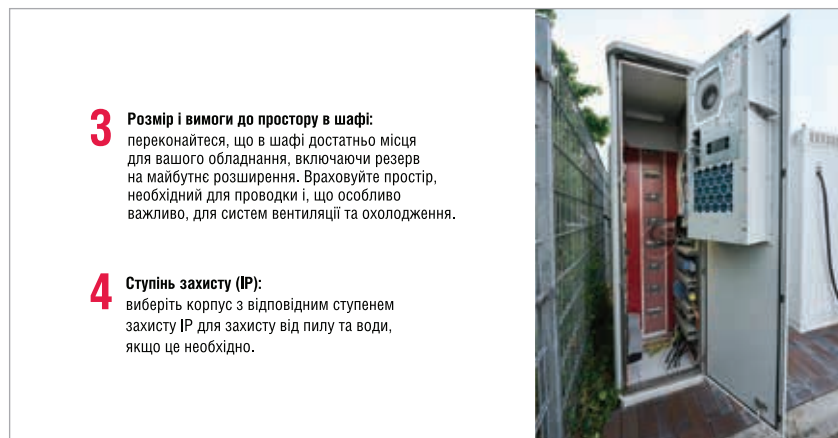 3
Розмір і вимоги до простору в шафі:
переконайтеся, що в шафі достатньо місця
для вашого обладнання, включаючи резерв
на майбутнє розширення. Враховуйте простір,
необхідний для проводки і, що особливо
важливо, для систем вентиляції та охолодження.
4
Ступінь захисту (IP):
виберіть корпус з відповідним ступенем
захисту IP для захисту від пилу та води,
якщо це необхідно.